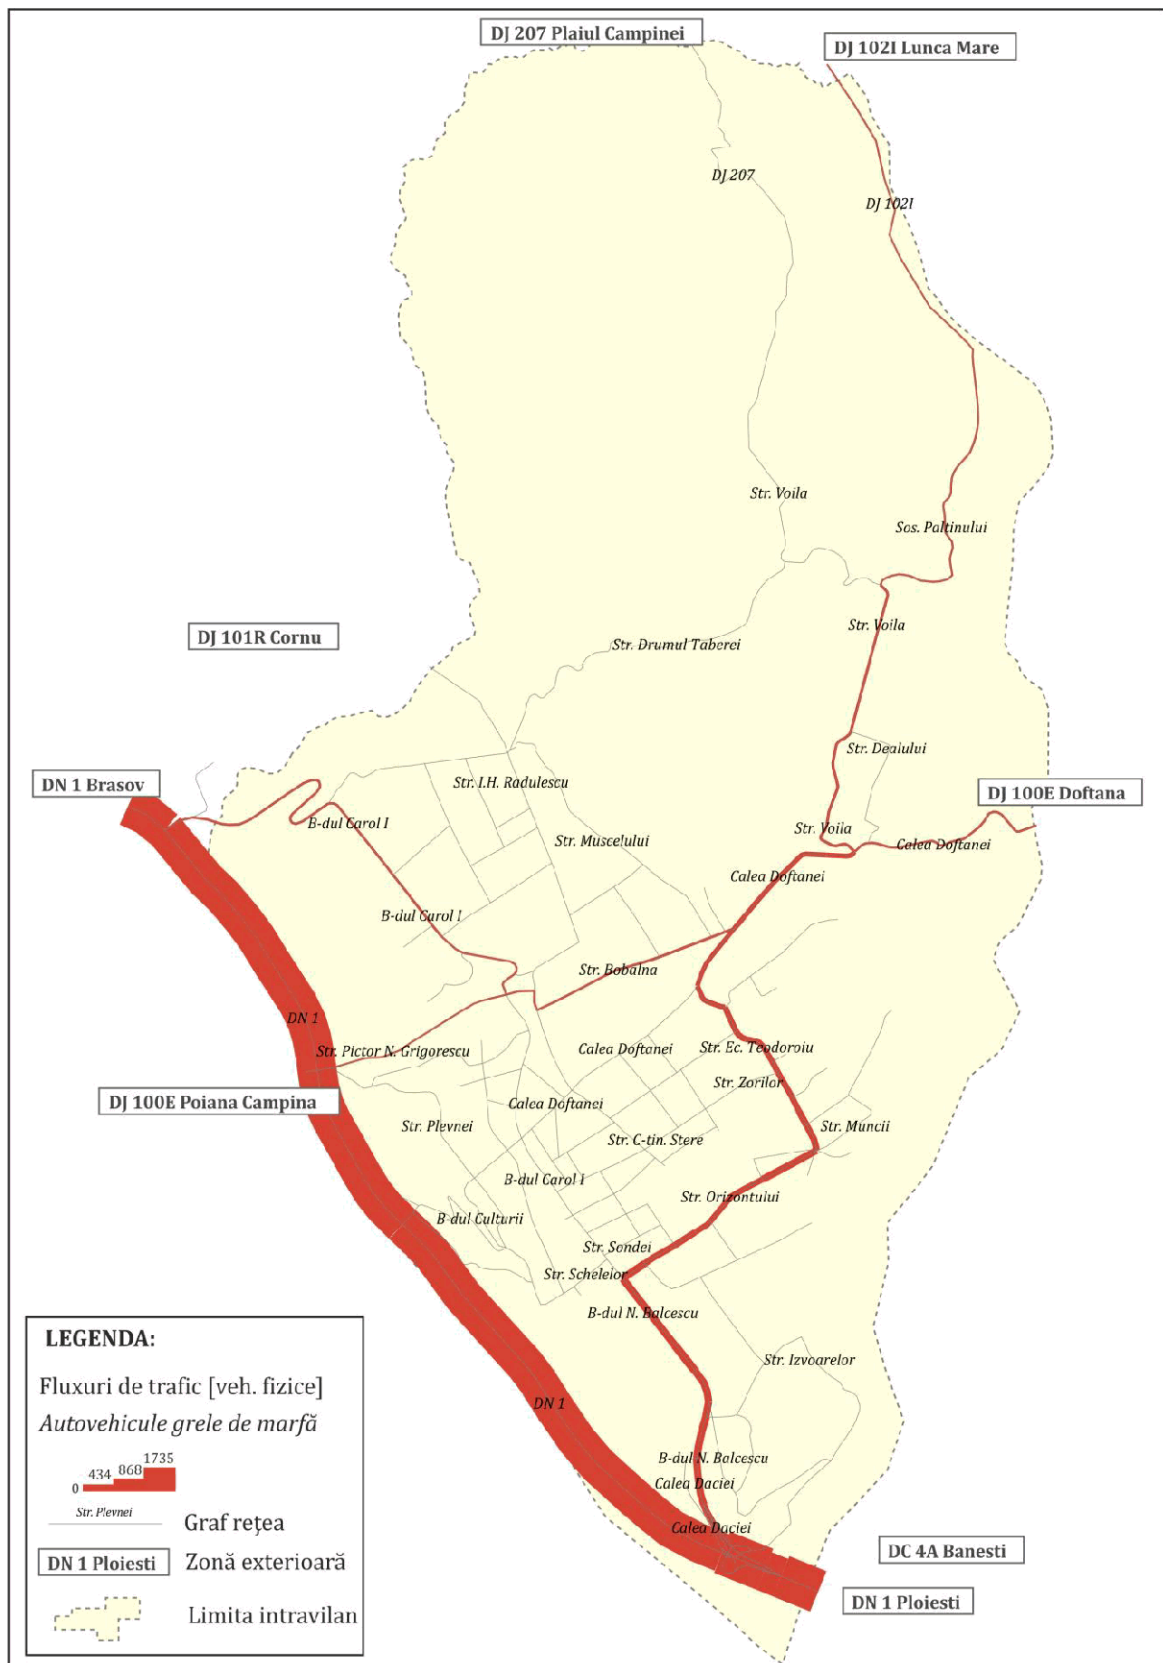 DJ 207 Plaiul Campinei
DJ 102I Lunca Mare
DJ 207
DJ 102I
Str. Voila
Sos. Paltinului
Str. Voila
DJ 101R Cornu
Str. Drumul Taberei
Str. Dealului
DN 1 Brasov
Str. I.H. Radulescu
DJ 100E Doftana
B-dul Carol I
Str. Muscelului
Str. Voila
Calea Doftanei
Calea Doftanei
B-dul Carol I
Str. Bobalna
DN 1
Str. Pictor N. Grigorescu
Calea Doftanei
Str. Ec. Teodoroiu
Str. Zorilor
DJ 100E Poiana Campina
Calea Doftanei
Str. Plevnei
Str. C-tin. Stere
Str. Muncii
B-dul Carol I
Str. Orizontului
B-dul Culturii
Str. Sondei
Str. Schelelor
B-dul N. Balcescu
Str. Izvoarelor
DN 1
B-dul N. Balcescu
Calea Daciei
Calea Daciei
DC 4A Banesti
DN 1 Ploiesti
LEGENDA:
Fluxuri de trafic [veh. fizice]
Autovehicule grele de marfă
0 434 868 1735
Str. Plevnei
Graf rețea
DN 1 Ploiesti
Zonă exterioară
Limita intravilan